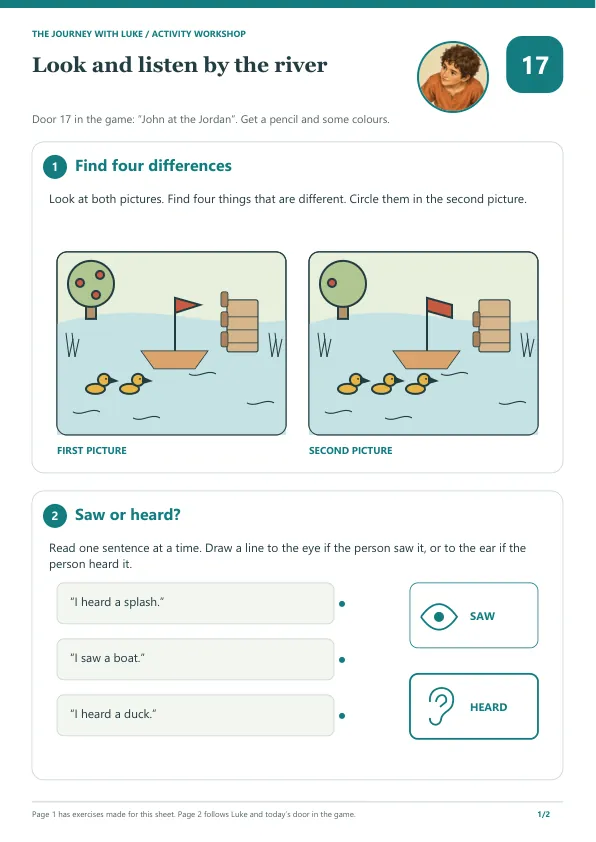 THE JOURNEY WITH LUKE / ACTIVITY WORKSHOP
Look and listen by the river
17
Door 17 in the game: “John at the Jordan”. Get a pencil and some colours.
1 Find four differences
Look at both pictures. Find four things that are different. Circle them in the second picture.
FIRST PICTURE
SECOND PICTURE
2 Saw or heard?
Read one sentence at a time. Draw a line to the eye if the person saw it, or to the ear if the
person heard it.
“I heard a splash.”
SAW
“I saw a boat.”
HEARD
“I heard a duck.”
Page 1 has exercises made for this sheet. Page 2 follows Luke and today’s door in the game.
1/2